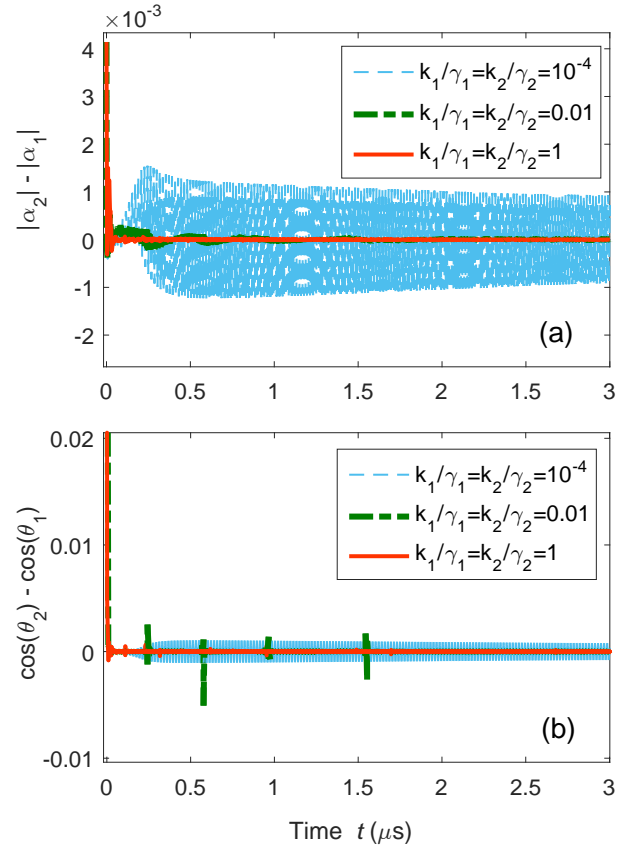 ×10⁻³
4
3
2
1
0
-1
-2
|α₂| - |α₁|
k₁/γ₁=k₂/γ₂=10⁻⁴
k₁/γ₁=k₂/γ₂=0.01
k₁/γ₁=k₂/γ₂=1
(a)
0 0.5 1 1.5 2 2.5 3
0.02
0.01
0
-0.01
cos(θ₂) - cos(θ₁)
k₁/γ₁=k₂/γ₂=10⁻⁴
k₁/γ₁=k₂/γ₂=0.01
k₁/γ₁=k₂/γ₂=1
(b)
0 0.5 1 1.5 2 2.5 3
Time t (μs)